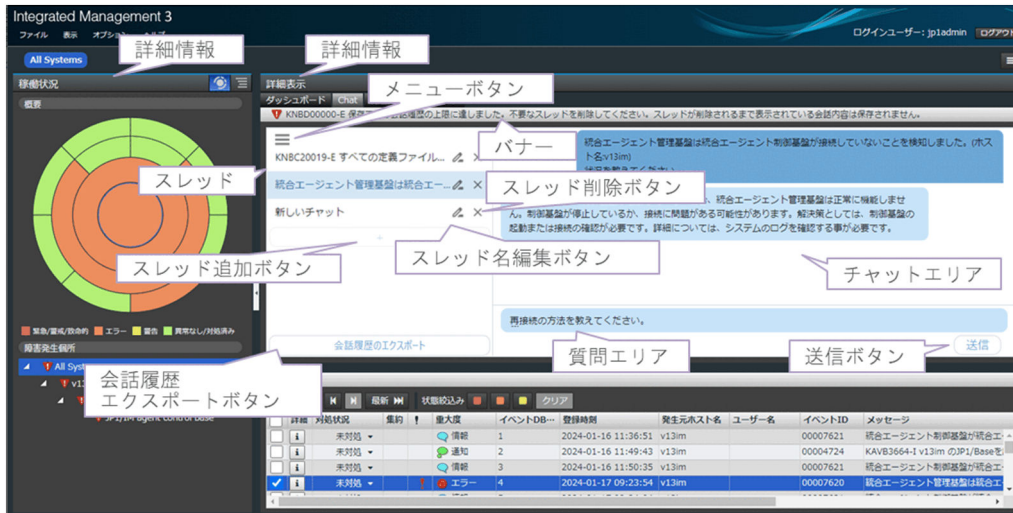 Integrated Management 3
ファイル 表示 オプション
ログインユーザー: jp1admin ログアウト
詳細情報
詳細情報
All Systems
稼働状況
詳細表示
メニューボタン
概要
ダッシュボード Chat
KNBD00000-E 保存 会話履歴の上限に達しました。不要なスレッドを削除してください。スレッドが削除されるまで表示されている会話内容は保存されません。
バナー
統合エージェント管理基盤は統合エージェント制御基盤が接続していないことを検知しました。(ホスト名:v13im)
KNBC20019-E すべての定義ファイル...
スレッド
統合エージェント管理基盤は統合エー...
スレッド削除ボタン
新しいチャット
、統合エージェント管理基盤は正常に機能しません。制御基盤が停止しているか、接続に問題がある可能性があります。解決策としては、制御基盤の
起動または接続の確認が必要です。詳細については、システムのログを確認する事が必要です。
スレッド追加ボタン
スレッド名編集ボタン
チャットエリア
再接続の方法を教えてください。
緊急/警戒/致命的 エラー 警告 異常なし/対処済み
会話履歴のエクスポート
質問エリア
送信ボタン
送信
障害発生個所
All Sys
会話履歴
エクスポートボタン
v1
JP1/IM agent control base
最新 状態絞込み クリア
詳細 対処状況 集約 ! 重大度 イベントDB… 登録時刻 発生元ホスト名 ユーザー名 イベントID メッセージ
未対処 情報 1 2024-01-16 11:36:51 v13im 00007621 統合エージェント制御基盤が統合エ
未対処 通知 2 2024-01-16 11:49:43 v13im 00004724 KAVB3664-I v13im のJP1/Baseを
未対処 情報 3 2024-01-16 11:50:35 v13im 00007621 統合エージェント制御基盤が統合エ
未対処 エラー 4 2024-01-17 09:23:54 v13im 00007620 統合エージェント管理基盤は統合エ